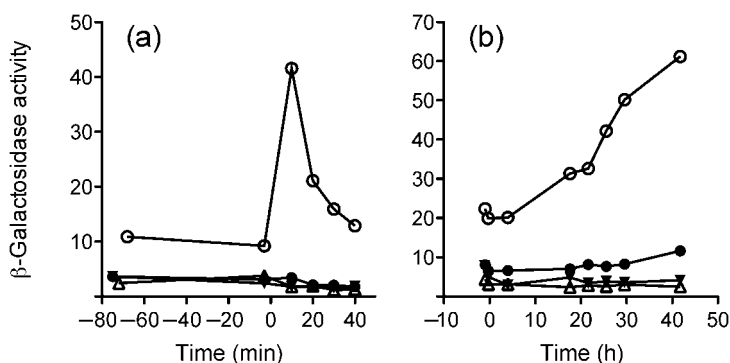 (a)
(b)
β-Galactosidase activity
50
40
30
20
10
−80 −60 −40 −20 0 20 40
Time (min)
70
60
50
40
30
20
10
−10 0 10 20 30 40 50
Time (h)